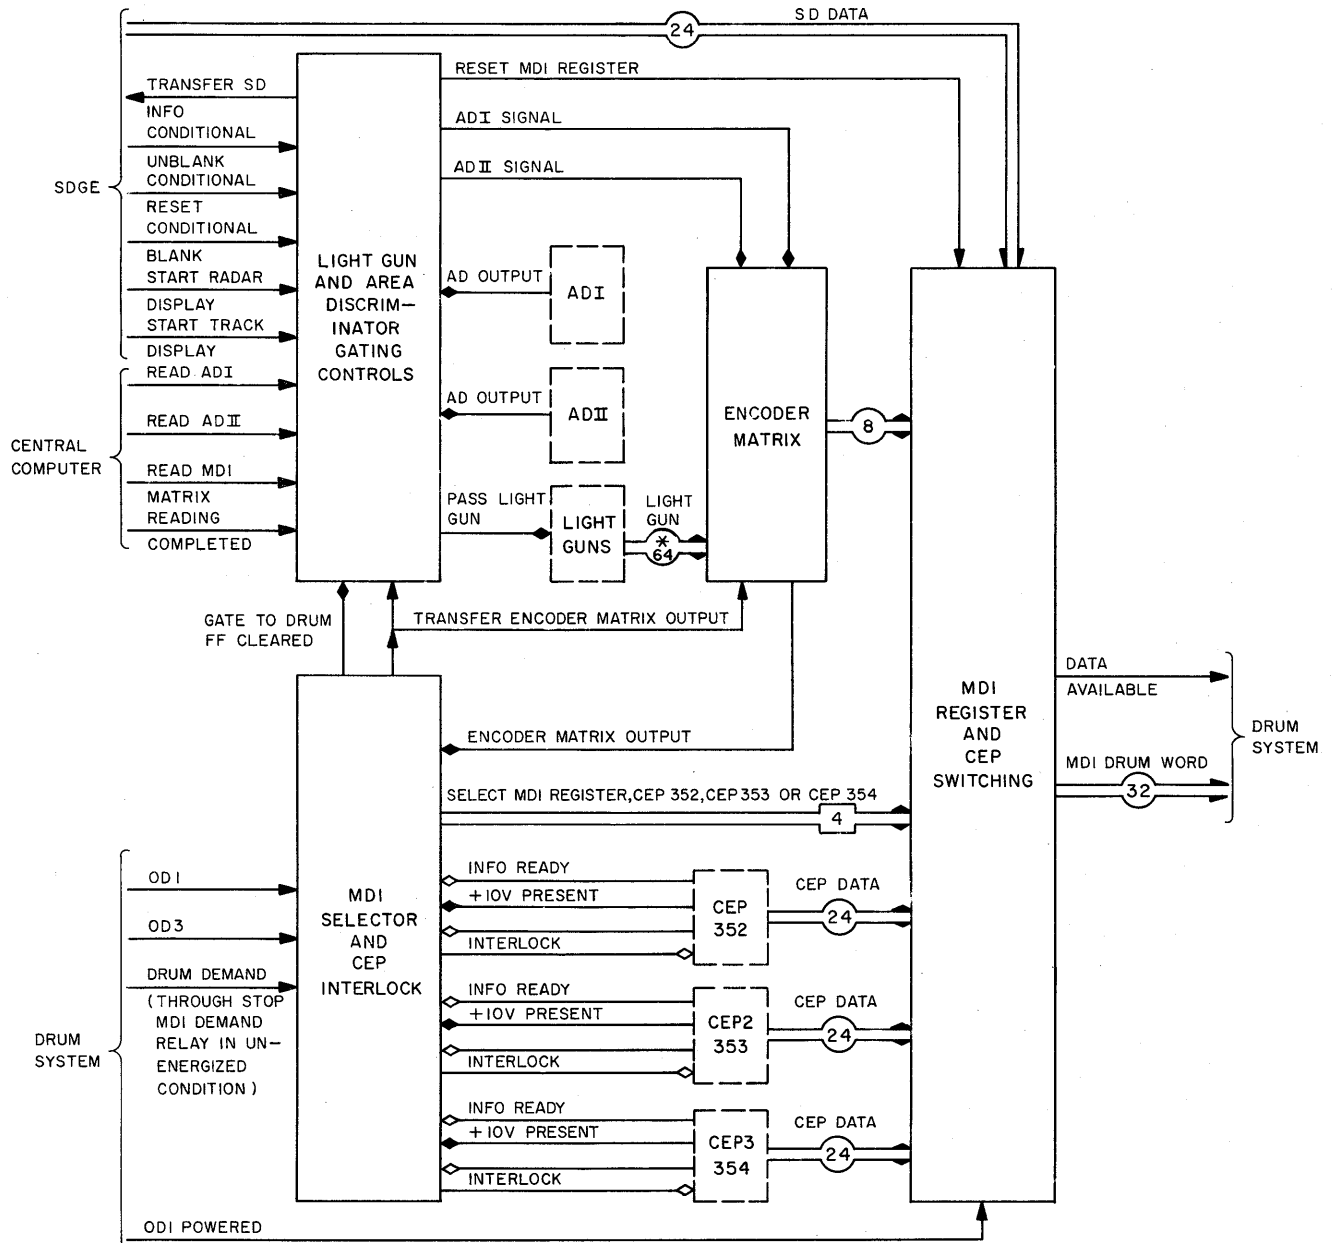 SD DATA
24
RESET MDI REGISTER
TRANSFER SD
INFO
CONDITIONAL
ADI SIGNAL
UNBLANK
CONDITIONAL
ADII SIGNAL
SDGE
RESET
CONDITIONAL
BLANK
START RADAR
DISPLAY
START TRACK
DISPLAY
LIGHT GUN
AND AREA
DISCRIM-
INATOR
GATING
CONTROLS
AD OUTPUT
ADI
AD OUTPUT
ADII
READ ADI
READ ADII
CENTRAL
COMPUTER
READ MDI
MATRIX
READING
COMPLETED
ENCODER
MATRIX
8
PASS LIGHT
GUN
LIGHT
GUNS
LIGHT
GUN
*
64
GATE TO DRUM
FF CLEARED
TRANSFER ENCODER MATRIX OUTPUT
ENCODER MATRIX OUTPUT
MDI
REGISTER
AND
CEP
SWITCHING
DATA
AVAILABLE
MDI DRUM WORD
32
DRUM
SYSTEM
SELECT MDI REGISTER,CEP 352,CEP353 OR CEP 354
4
OD1
OD3
DRUM DEMAND
(THROUGH STOP
MDI DEMAND
RELAY IN UN-
ENERGIZED
CONDITION)
DRUM
SYSTEM
MDI
SELECTOR
AND
CEP
INTERLOCK
INFO READY
+10V PRESENT
INTERLOCK
CEP
352
CEP DATA
24
INFO READY
+10V PRESENT
INTERLOCK
CEP2
353
CEP DATA
24
INFO READY
+10V PRESENT
INTERLOCK
CEP3
354
CEP DATA
24
ODI POWERED